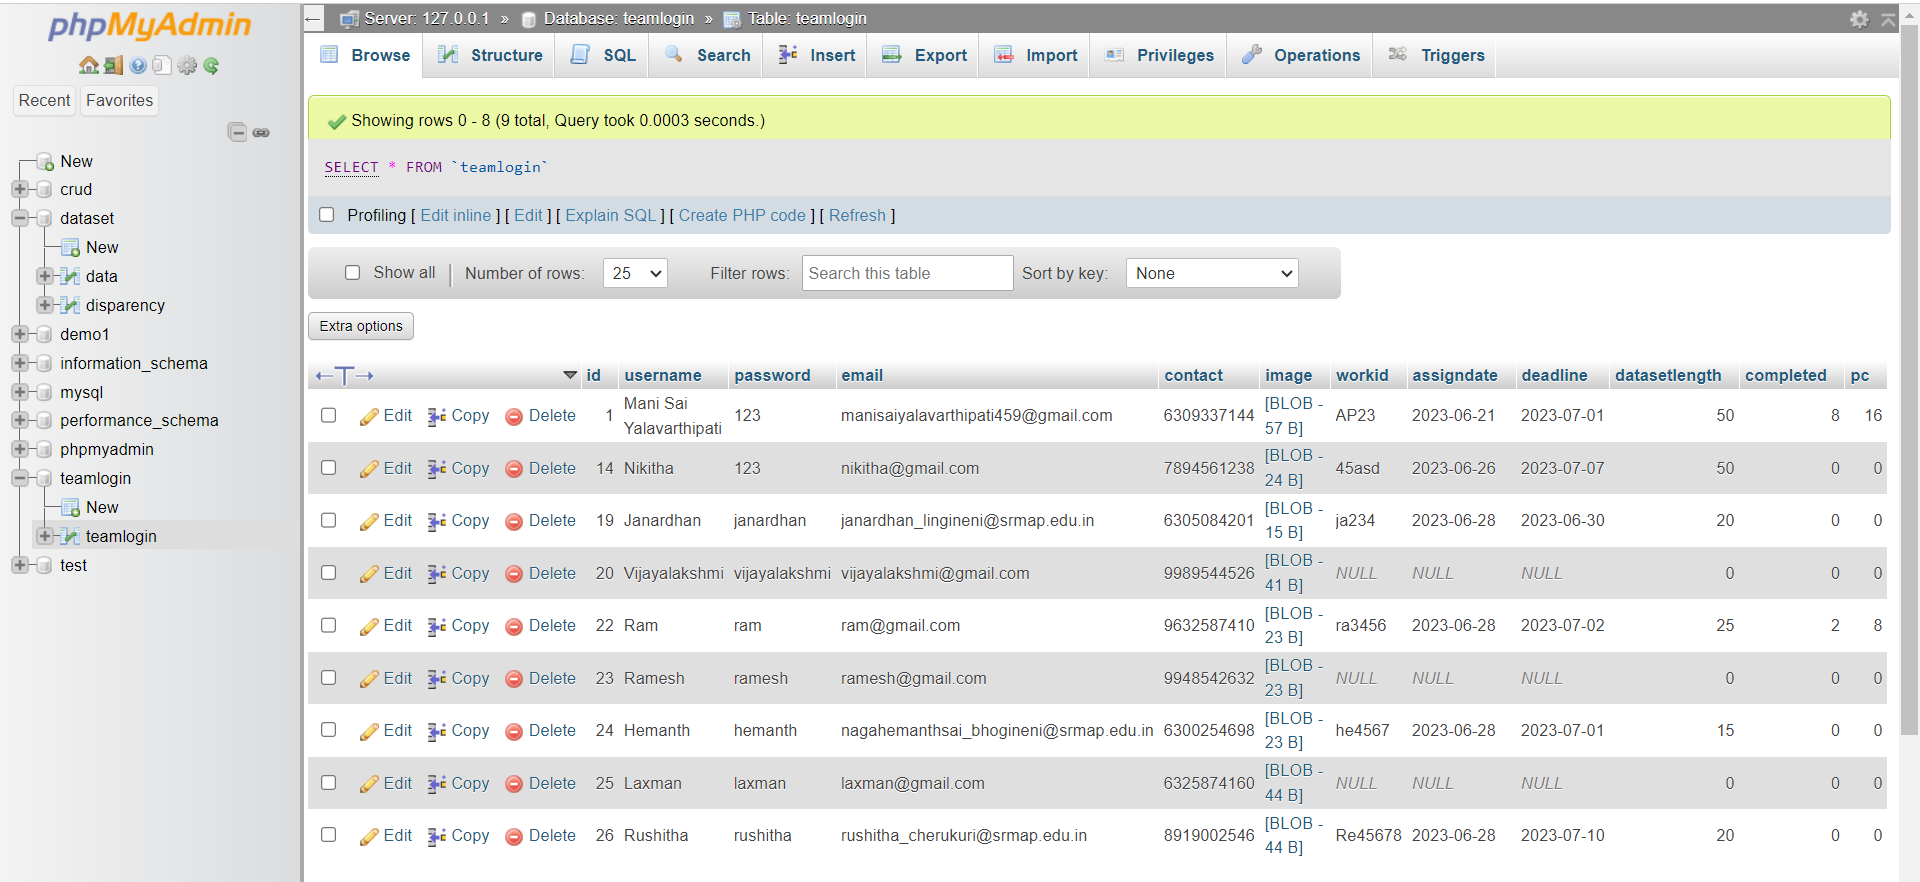 phpMyAdmin
Recent Favorites
New
crud
dataset
New
data
disparency
demo1
information_schema
mysql
performance_schema
phpmyadmin
teamlogin
New
teamlogin
test
Server: 127.0.0.1 » Database: teamlogin » Table: teamlogin
Browse Structure SQL Search Insert Export Import Privileges Operations Triggers
Showing rows 0 - 8 (9 total, Query took 0.0003 seconds.)
SELECT * FROM `teamlogin`
Profiling [ Edit inline ] [ Edit ] [ Explain SQL ] [ Create PHP code ] [ Refresh ]
Show all Number of rows: 25 Filter rows: Search this table Sort by key: None
Extra options
←T→ id username password email contact image workid assigndate deadline datasetlength completed pc
Edit Copy Delete 1 Mani Sai Yalavarthipati 123 manisaiyalavarthipati459@gmail.com 6309337144 [BLOB - 57 B] AP23 2023-06-21 2023-07-01 50 8 16
Edit Copy Delete 14 Nikitha 123 nikitha@gmail.com 7894561238 [BLOB - 24 B] 45asd 2023-06-26 2023-07-07 50 0 0
Edit Copy Delete 19 Janardhan janardhan janardhan_lingineni@srmap.edu.in 6305084201 [BLOB - 15 B] ja234 2023-06-28 2023-06-30 20 0 0
Edit Copy Delete 20 Vijayalakshmi vijayalakshmi vijayalakshmi@gmail.com 9989544526 [BLOB - 41 B] NULL NULL NULL 0 0 0
Edit Copy Delete 22 Ram ram ram@gmail.com 9632587410 [BLOB - 23 B] ra3456 2023-06-28 2023-07-02 25 2 8
Edit Copy Delete 23 Ramesh ramesh ramesh@gmail.com 9948542632 [BLOB - 23 B] NULL NULL NULL 0 0 0
Edit Copy Delete 24 Hemanth hemanth nagahemanthsai_bhogineni@srmap.edu.in 6300254698 [BLOB - 23 B] he4567 2023-06-28 2023-07-01 15 0 0
Edit Copy Delete 25 Laxman laxman laxman@gmail.com 6325874160 [BLOB - 44 B] NULL NULL NULL 0 0 0
Edit Copy Delete 26 Rushitha rushitha rushitha_cherukuri@srmap.edu.in 8919002546 [BLOB - 44 B] Re45678 2023-06-28 2023-07-10 20 0 0